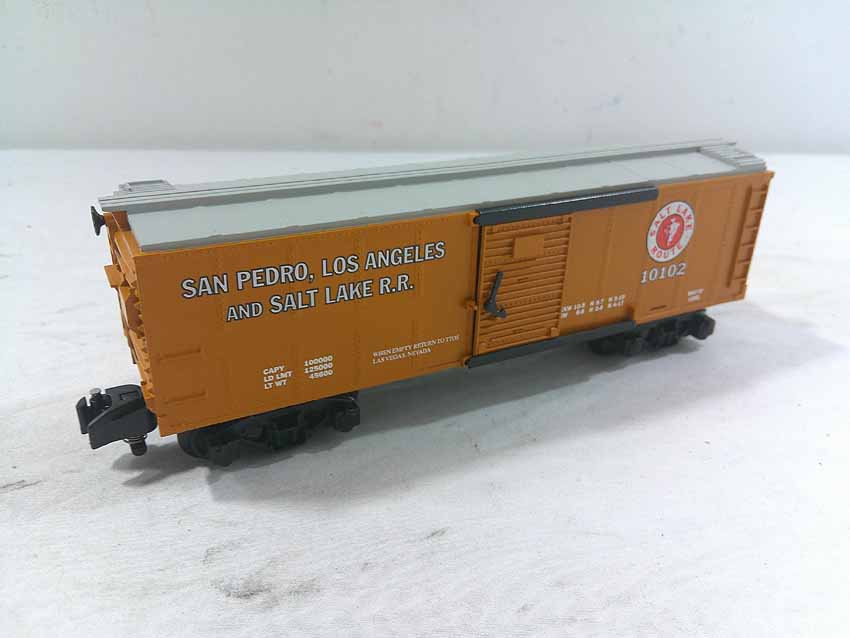 SAN PEDRO, LOS ANGELES
AND SALT LAKE R.R.
CAPY 100000
LD LMT 125000
LT WT 45600
WHEN EMPTY RETURN TO TTOS
LAS VEGAS, NEVADA
SALT LAKE
ROUTE
10102